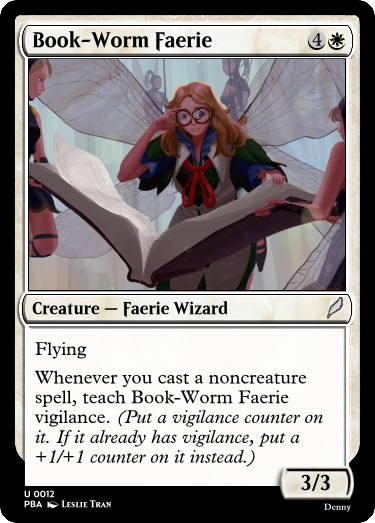 Book-Worm Faerie 4
Creature — Faerie Wizard
Flying
Whenever you cast a noncreature
spell, teach Book-Worm Faerie
vigilance. (Put a vigilance counter on
it. If it already has vigilance, put a
+1/+1 counter on it instead.)
3/3
U 0012
PBA Leslie Tran
Denny